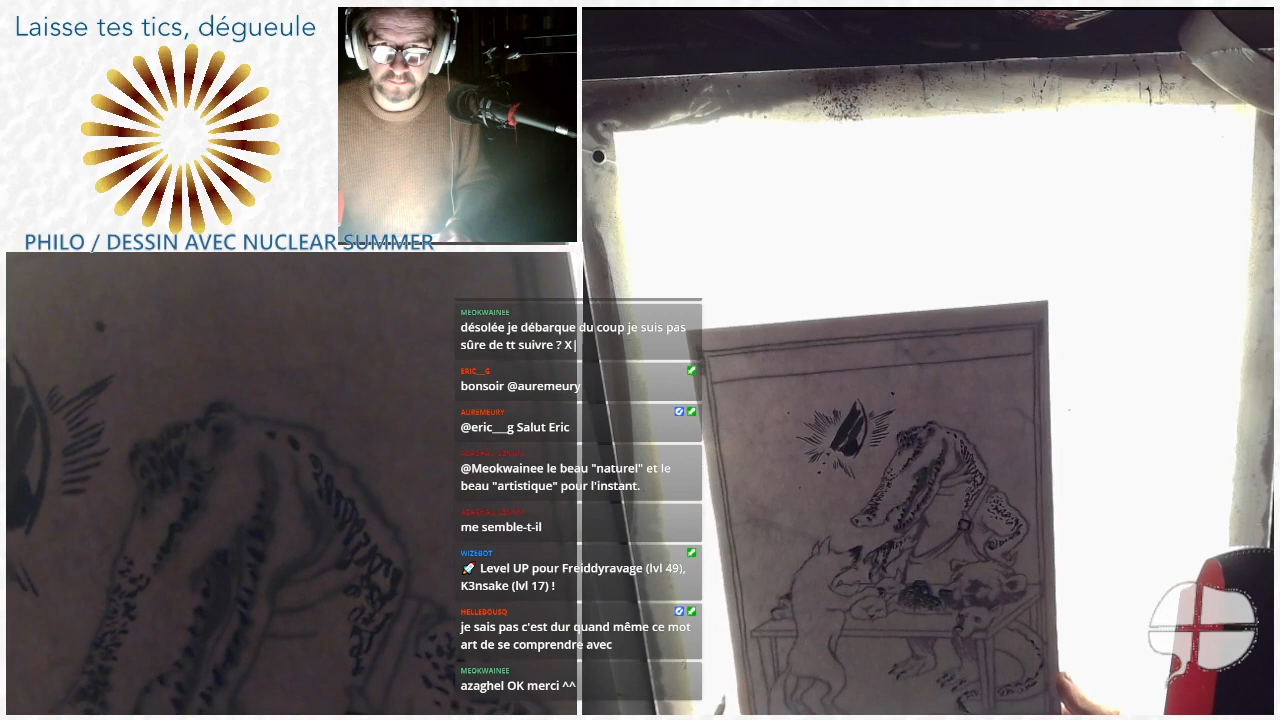 Laisse tes tics, dégueule
PHILO / DESSIN AVEC NUCLEAR SUMMER
MEOKWAINEE
désolée je débarque du coup je suis pas
sûre de tt suivre ? X|
ERIC__G
bonsoir @auremeury
AUREMEURY
@eric__g Salut Eric
@Meokwainee le beau "naturel" et le
beau "artistique" pour l'instant.
me semble-t-il
WIZEBOT
🚀 Level UP pour Freiddyravage (lvl 49),
K3nsake (lvl 17) !
HELLEBOUSQ
je sais pas c'est dur quand même ce mot
art de se comprendre avec
MEOKWAINEE
azaghel OK merci ^^